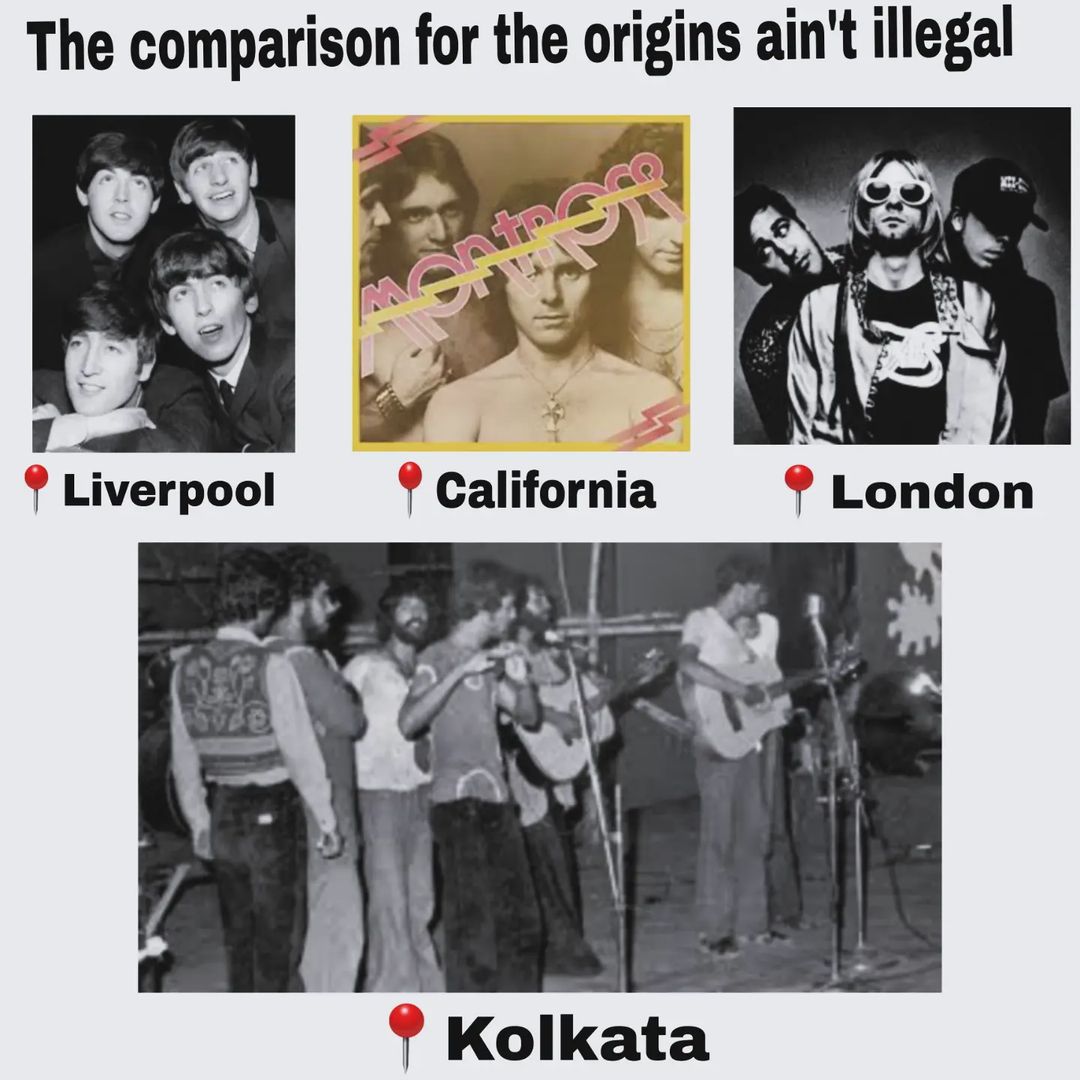 The comparison for the origins ain't illegal
montrose
Liverpool
California
London
Kolkata